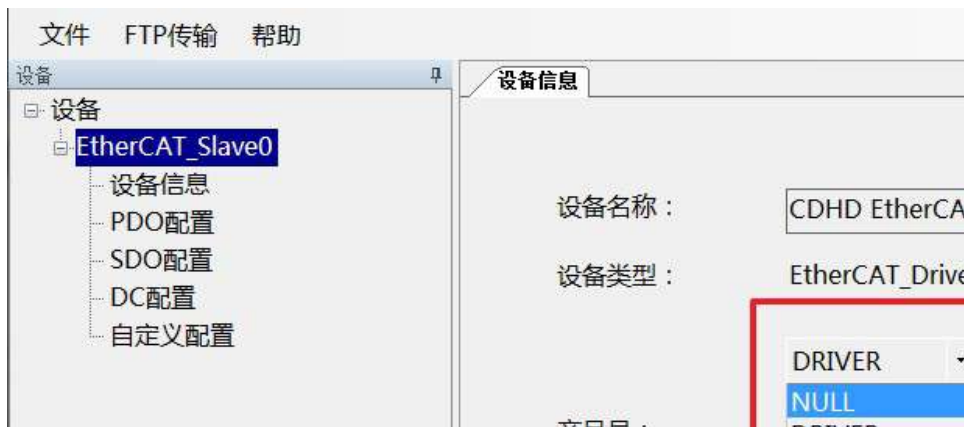 文件 FTP传输 帮助
设备
设备信息
设备
EtherCAT_Slave0
设备信息
PDO配置
SDO配置
DC配置
自定义配置
设备名称： CDHD EtherCA
设备类型： EtherCAT_Drive
DRIVER
NULL